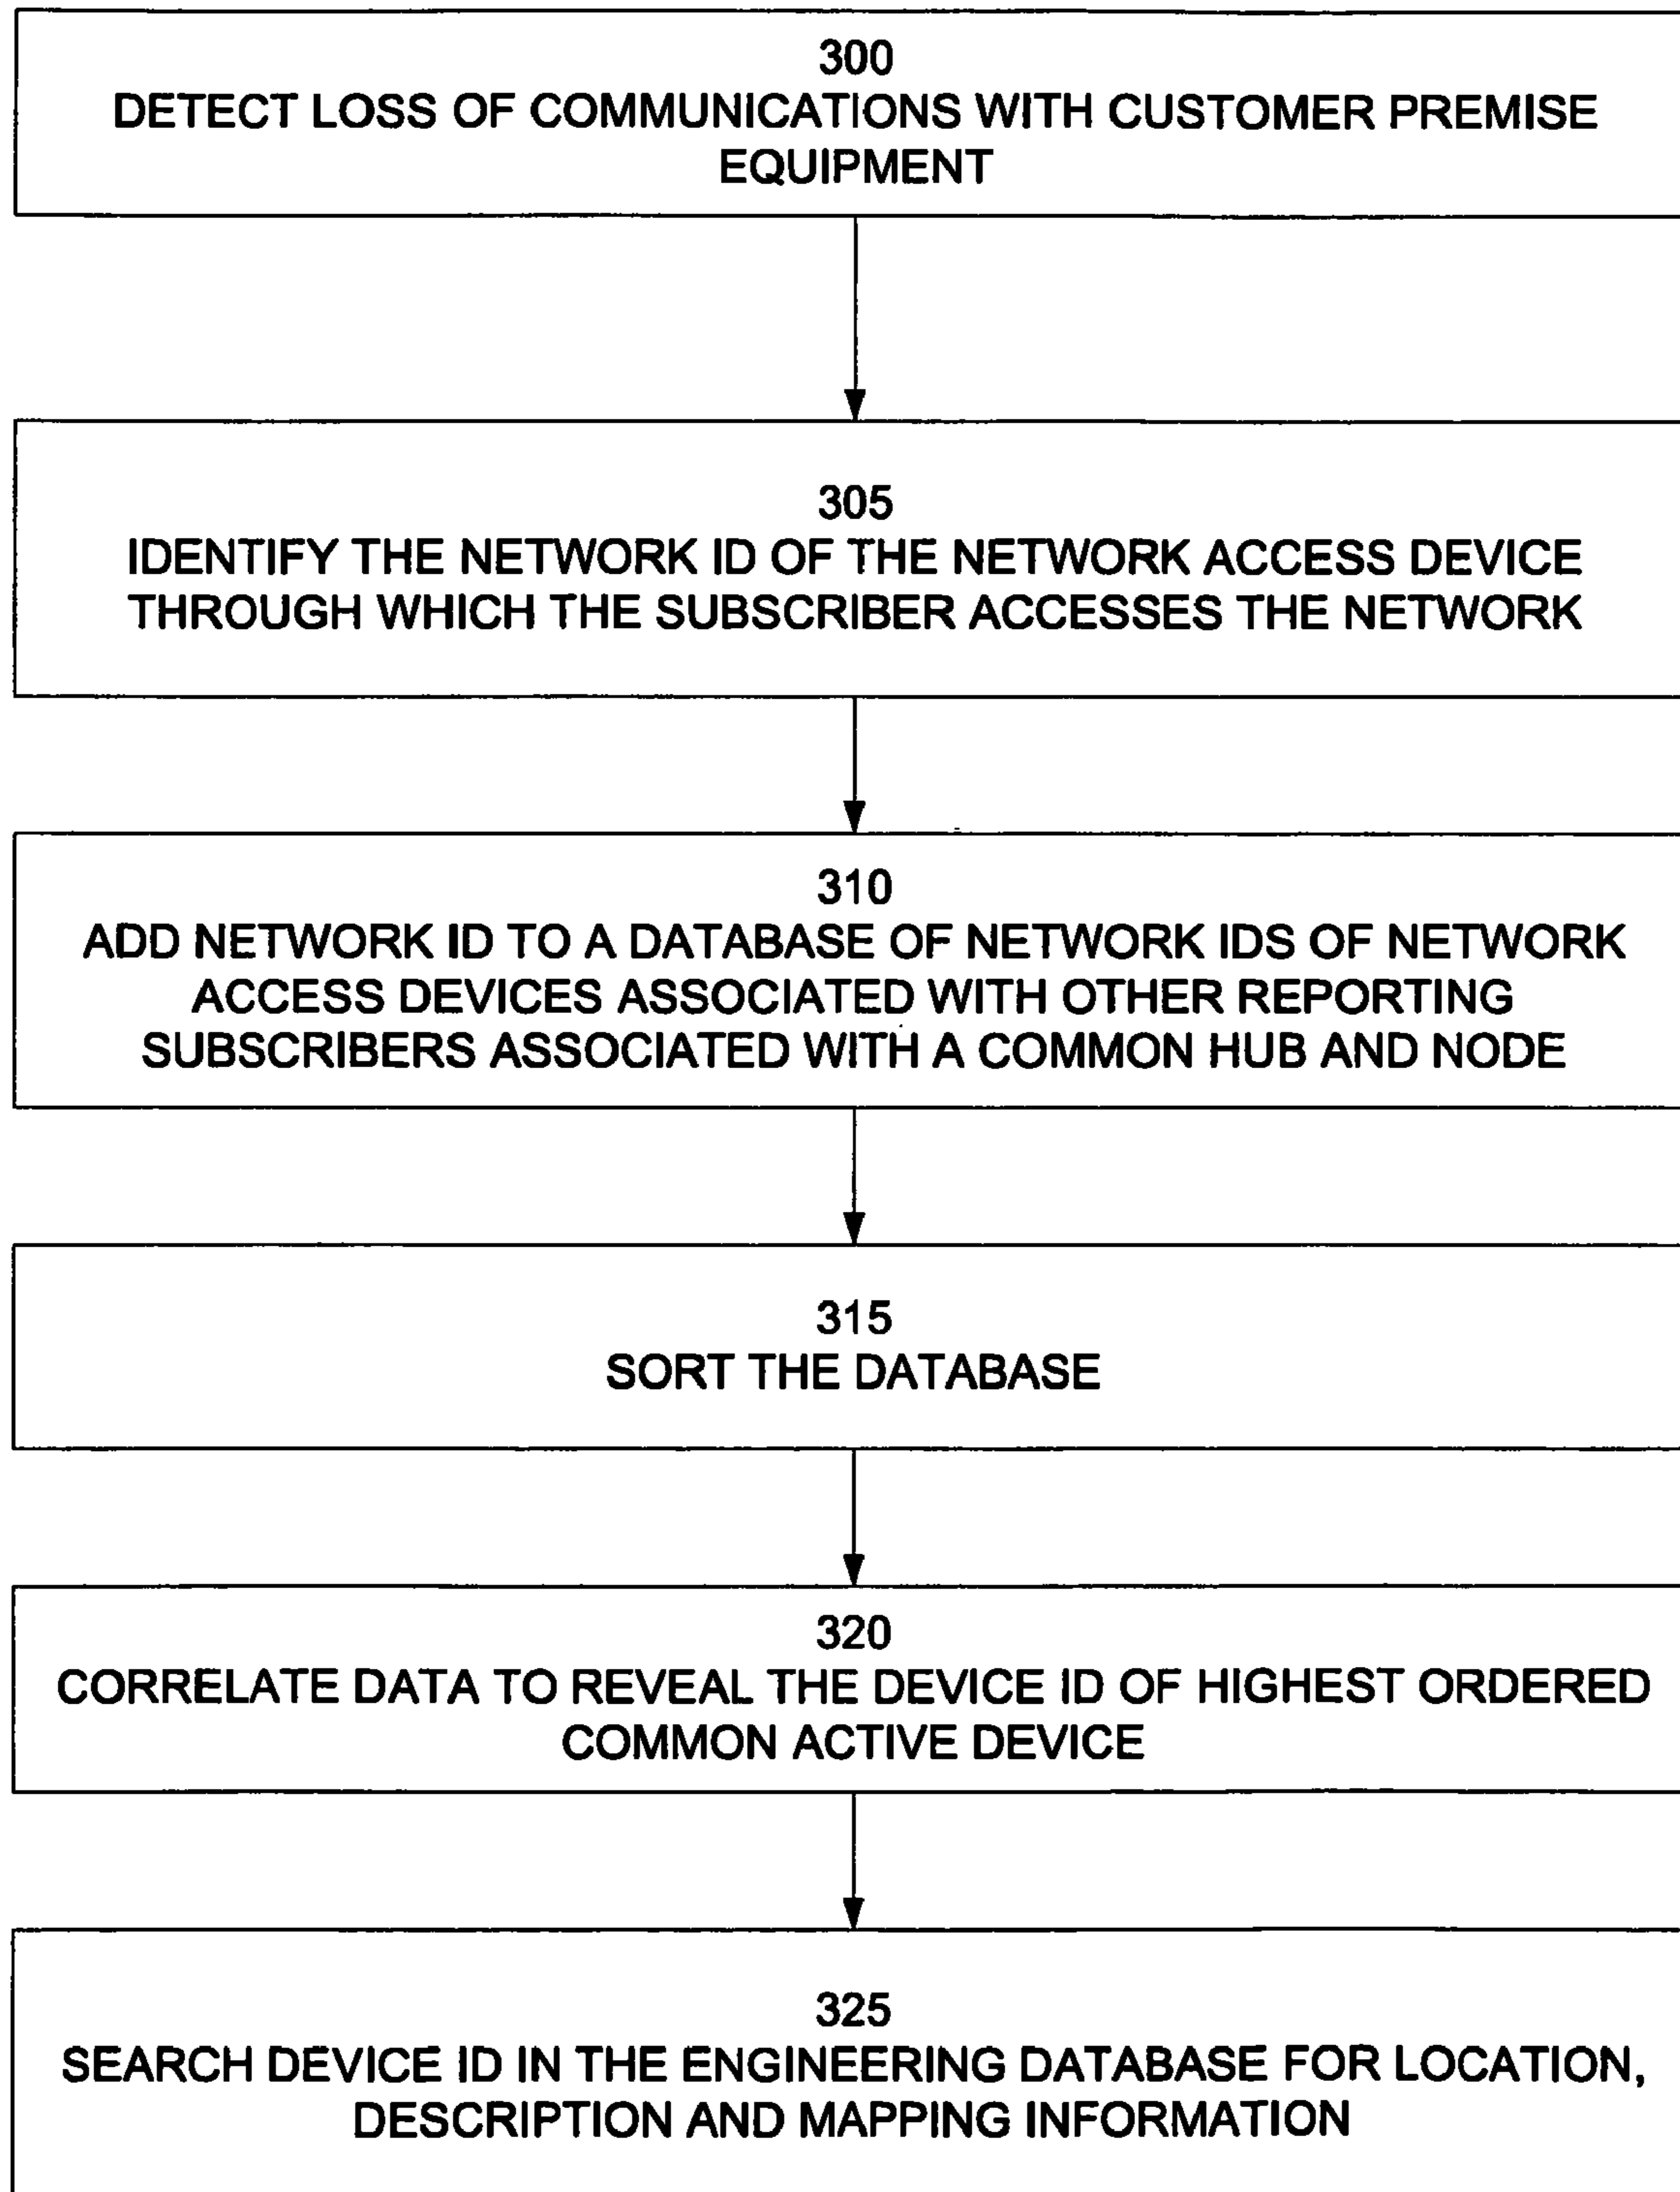 300
DETECT LOSS OF COMMUNICATIONS WITH CUSTOMER PREMISE
EQUIPMENT
305
IDENTIFY THE NETWORK ID OF THE NETWORK ACCESS DEVICE
THROUGH WHICH THE SUBSCRIBER ACCESSES THE NETWORK
310
ADD NETWORK ID TO A DATABASE OF NETWORK IDS OF NETWORK
ACCESS DEVICES ASSOCIATED WITH OTHER REPORTING
SUBSCRIBERS ASSOCIATED WITH A COMMON HUB AND NODE
315
SORT THE DATABASE
320
CORRELATE DATA TO REVEAL THE DEVICE ID OF HIGHEST ORDERED
COMMON ACTIVE DEVICE
325
SEARCH DEVICE ID IN THE ENGINEERING DATABASE FOR LOCATION,
DESCRIPTION AND MAPPING INFORMATION